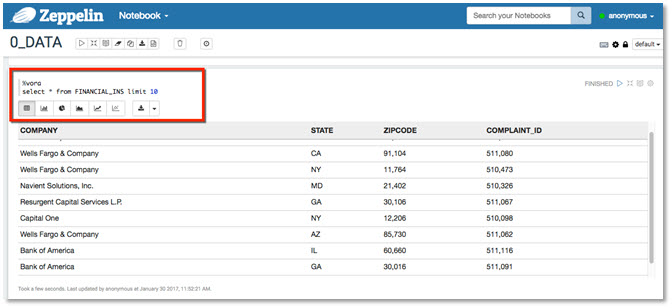 Zeppelin Notebook Search your Notebooks anonymous
0_DATA default
%vora FINISHED
select * from FINANCIAL_INS limit 10
COMPANY STATE ZIPCODE COMPLAINT_ID
Wells Fargo & Company CA 91,104 511,080
Wells Fargo & Company NY 11,764 510,473
Navient Solutions, Inc. MD 21,402 510,326
Resurgent Capital Services L.P. GA 30,106 511,067
Capital One NY 12,206 510,098
Wells Fargo & Company AZ 85,730 511,062
Bank of America IL 60,660 511,116
Bank of America GA 30,016 511,091
Took a few seconds. Last updated by anonymous at January 30 2017, 11:52:21 AM.